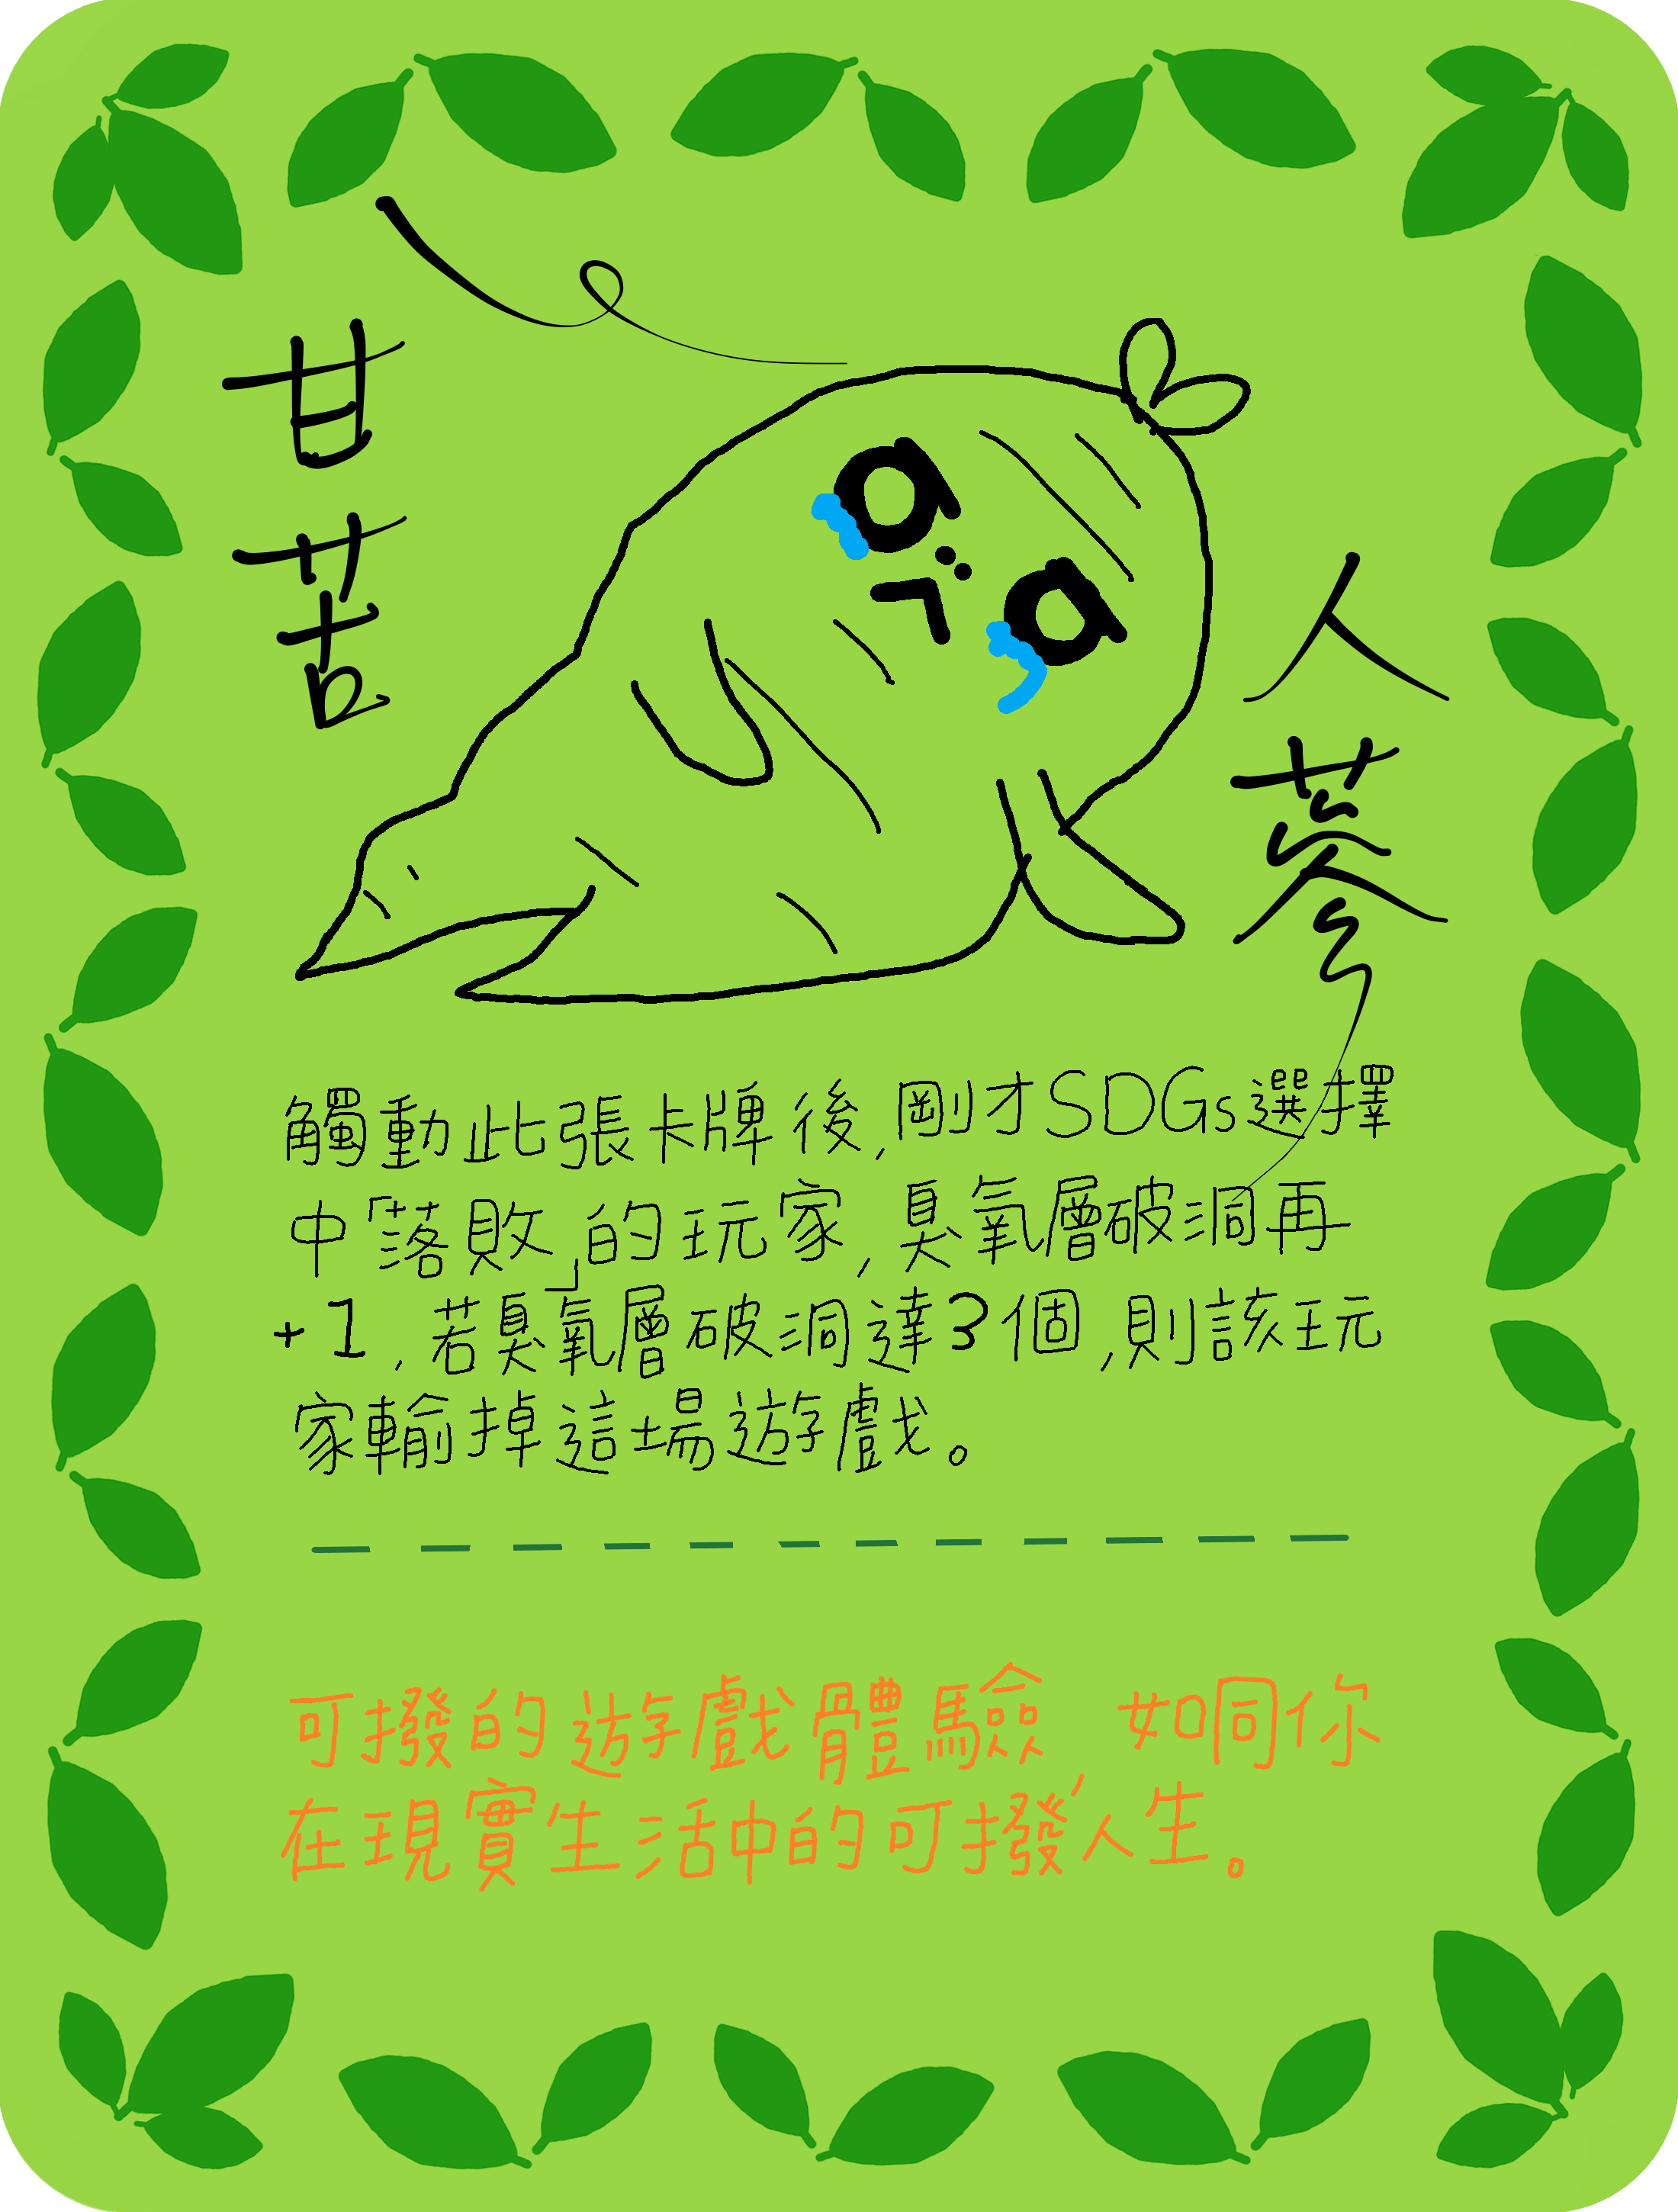 甘苦
人蔘
觸動此張卡牌後,剛才SDGs選擇
中「落敗」的玩家,臭氧層破洞再
+1,若臭氧層破洞達3個,則該玩
家輸掉這場遊戲。
可撥的遊戲體驗,如同你
在現實生活中的可撥人生。